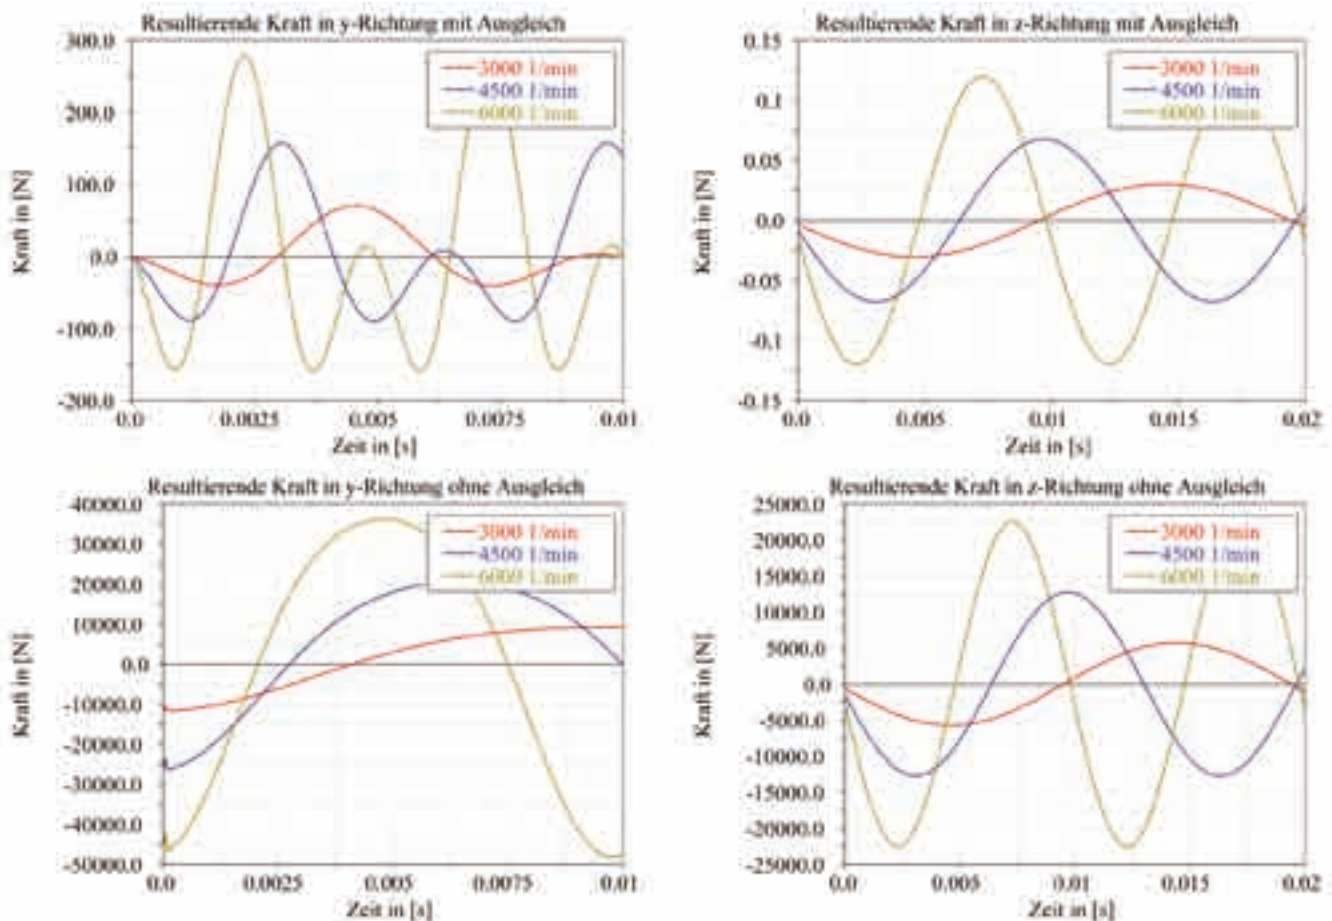 Resultierende Kraft in y-Richtung mit Ausgleich
300.0
200.0
100.0
0.0
-100.0
-200.0
Kraft in [N]
3000 1/min
4500 1/min
6000 1/min
0.0 0.0025 0.005 0.0075 0.01
Zeit in [s]
Resultierende Kraft in z-Richtung mit Ausgleich
0.15
0.1
0.05
0.0
-0.05
-0.1
-0.15
Kraft in [N]
3000 1/min
4500 1/min
6000 1/min
0.0 0.005 0.01 0.015 0.02
Zeit in [s]
Resultierende Kraft in y-Richtung ohne Ausgleich
40000.0
30000.0
20000.0
10000.0
0.0
-10000.0
-20000.0
-30000.0
-40000.0
-50000.0
Kraft in [N]
3000 1/min
4500 1/min
6000 1/min
0.0 0.0025 0.005 0.0075 0.01
Zeit in [s]
Resultierende Kraft in z-Richtung ohne Ausgleich
25000.0
20000.0
15000.0
10000.0
5000.0
0.0
-5000.0
-10000.0
-15000.0
-20000.0
-25000.0
Kraft in [N]
3000 1/min
4500 1/min
6000 1/min
0.0 0.005 0.01 0.015 0.02
Zeit in [s]